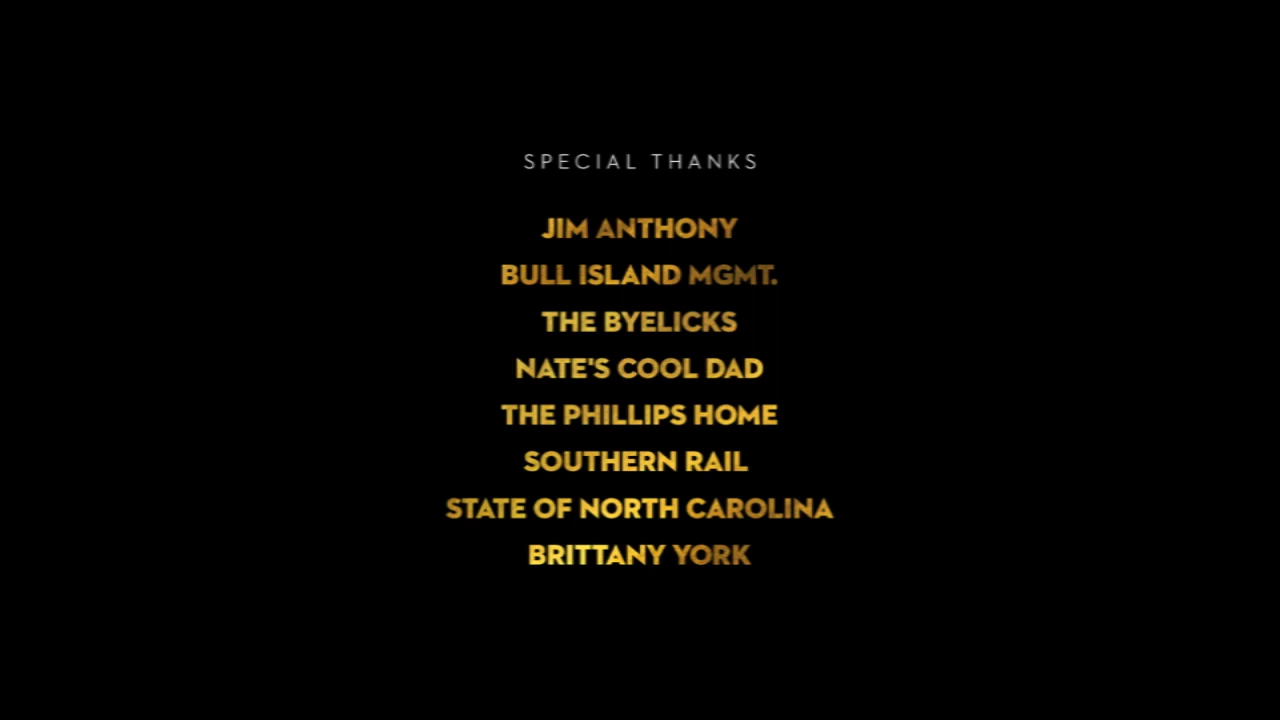 SPECIAL THANKS
JIM ANTHONY
BULL ISLAND MGMT.
THE BYELICKS
NATE'S COOL DAD
THE PHILLIPS HOME
SOUTHERN RAIL
STATE OF NORTH CAROLINA
BRITTANY YORK